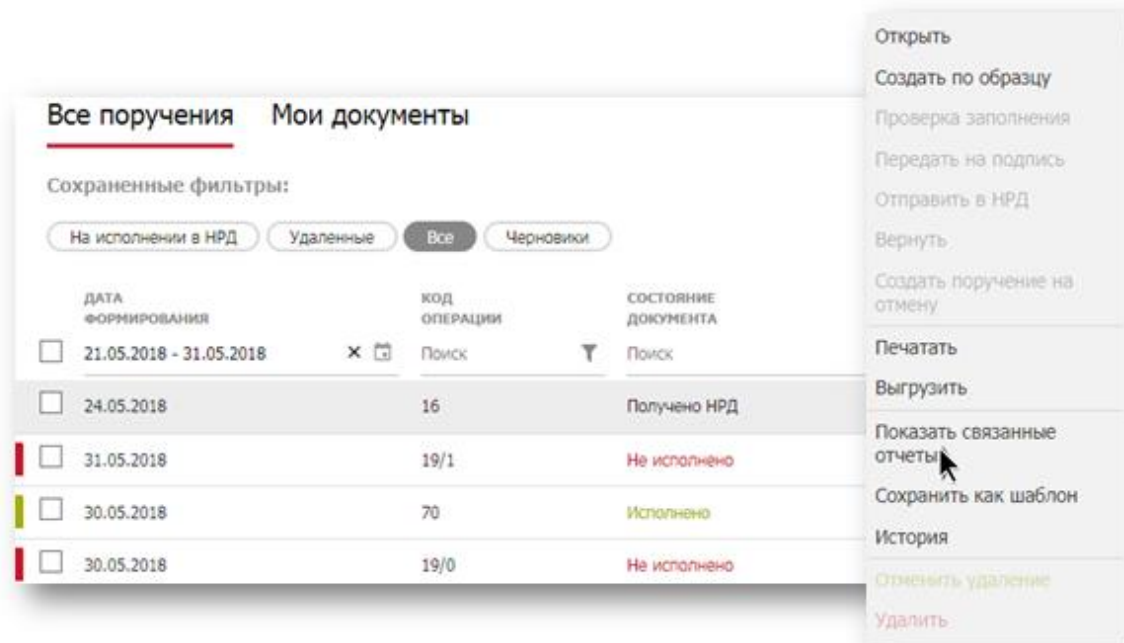 Все поручения Мои документы
Сохраненные фильтры:
На исполнении в НРД Удаленные Все Черновики
ДАТА ФОРМИРОВАНИЯ КОД ОПЕРАЦИИ СОСТОЯНИЕ ДОКУМЕНТА
21.05.2018 - 31.05.2018 Поиск Поиск
24.05.2018 16 Получено НРД
31.05.2018 19/1 Не исполнено
30.05.2018 70 Исполнено
30.05.2018 19/0 Не исполнено
Открыть
Создать по образцу
Проверка заполнения
Передать на подпись
Отправить в НРД
Вернуть
Создать поручение на
отмену
Печатать
Выгрузить
Показать связанные
отчеты
Сохранить как шаблон
История
Отменить удаление
Удалить